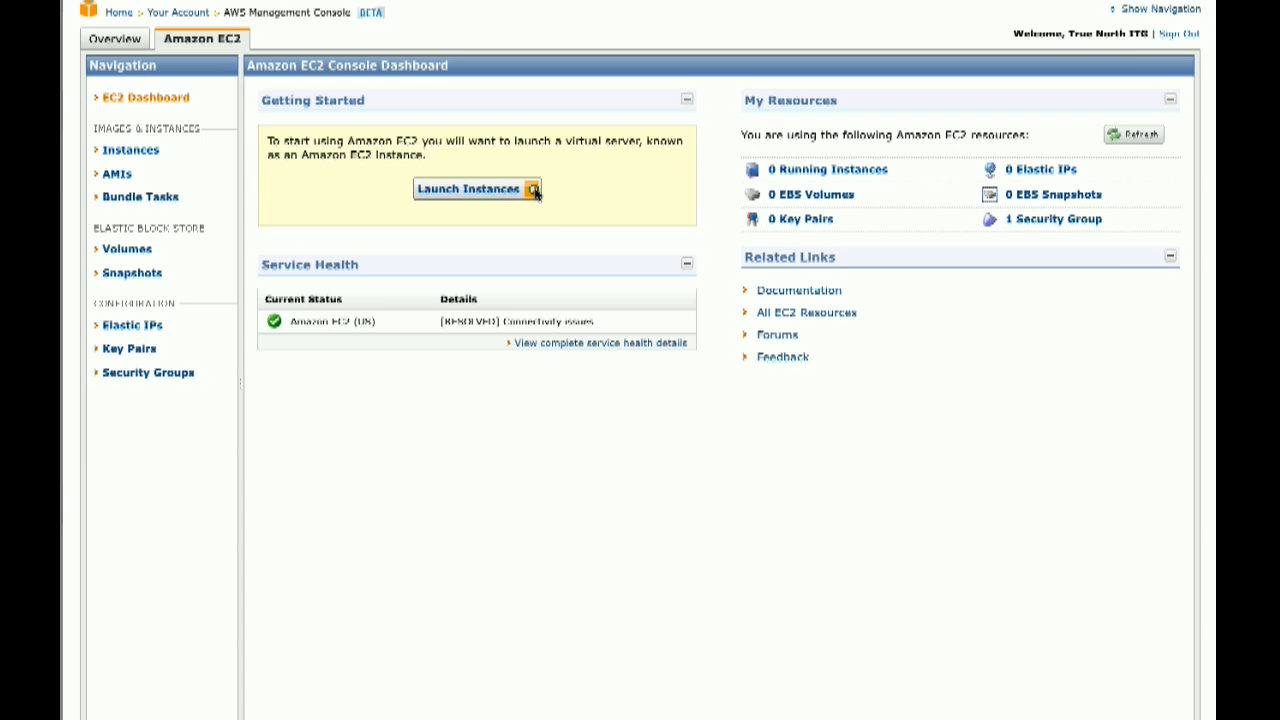 Home > Your Account > AWS Management Console BETA
Show Navigation
Overview
Amazon EC2
Welcome, True North ITG | Sign Out
Navigation
EC2 Dashboard
IMAGES & INSTANCES
Instances
AMIs
Bundle Tasks
ELASTIC BLOCK STORE
Volumes
Snapshots
CONFIGURATION
Elastic IPs
Key Pairs
Security Groups
Amazon EC2 Console Dashboard
Getting Started
To start using Amazon EC2 you will want to launch a virtual server, known
as an Amazon EC2 instance.
Launch Instances
Service Health
Current Status Details
Amazon EC2 (US) [RESOLVED] Connectivity issues
View complete service health details
My Resources
You are using the following Amazon EC2 resources:
Refresh
0 Running Instances 0 Elastic IPs
0 EBS Volumes 0 EBS Snapshots
0 Key Pairs 1 Security Group
Related Links
Documentation
All EC2 Resources
Forums
Feedback